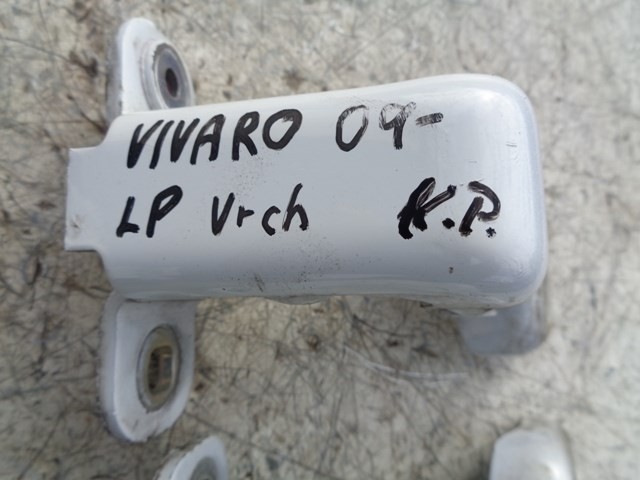 VIVARO 09-
LP Vrch K.P.